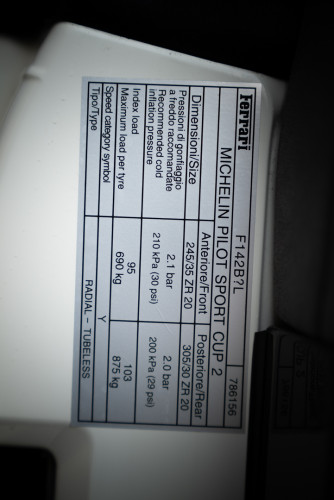 Ferrari F142B?L 786156
MICHELIN PILOT SPORT CUP 2
Dimensioni/Size Anteriore/Front 245/35 ZR 20 Posteriore/Rear 305/30 ZR 20
Pressioni di gonfiaggio
a freddo raccomandate
Recommended cold
inflation pressure
2.1 bar 2.0 bar
210 kPa (30 psi) 200 kPa (29 psi)
Index load 95 103
Maximum load per tyre 690 kg 875 kg
Speed category symbol Y
Tipo/Type RADIAL - TUBELESS